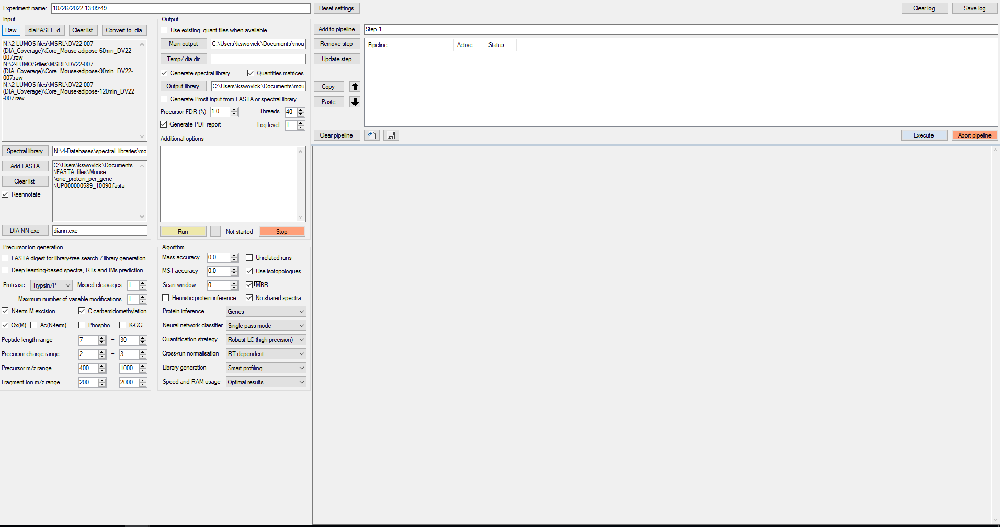 Experiment name: 10/26/2022 13:09:49 Reset settings Clear log Save log
Input
Raw diaPASEF .d Clear list Convert to .dia
N:\2-LUMOS-files\MSRL\DV22-007
(DIA_Coverage)\Core_Mouse-adipose-60min_DV22-
007.raw
N:\2-LUMOS-files\MSRL\DV22-007
(DIA_Coverage)\Core_Mouse-adipose-90min_DV22-
007.raw
N:\2-LUMOS-files\MSRL\DV22-007
(DIA_Coverage)\Core_Mouse-adipose-120min_DV22
-007.raw
Spectral library N:\4-Databases\spectral_libraries\mo
Add FASTA
Clear list
Reannotate
C:\Users\kswovick\Documents
\FASTA_files\Mouse
\one_protein_per_gene
\UP000000589_10090.fasta
DIA-NN exe diann.exe
Output
Use existing .quant files when available
Main output C:\Users\kswovick\Documents\mou
Temp/.dia dir
Generate spectral library Quantities matrices
Output library C:\Users\kswovick\Documents\mou
Generate Prosit input from FASTA or spectral library
Precursor FDR (%) 1.0 Threads 40
Generate PDF report Log level 1
Additional options
Run Not started Stop
Precursor ion generation
FASTA digest for library-free search / library generation
Deep learning-based spectra, RTs and IMs prediction
Protease Trypsin/P Missed cleavages 1
Maximum number of variable modifications 1
N-term M excision C carbamidomethylation
Ox(M) Ac(N-term) Phospho K-GG
Peptide length range 7 - 30
Precursor charge range 2 - 3
Precursor m/z range 400 - 1000
Fragment ion m/z range 200 - 2000
Algorithm
Mass accuracy 0.0 Unrelated runs
MS1 accuracy 0.0 Use isotopologues
Scan window 0 MBR
Heuristic protein inference No shared spectra
Protein inference Genes
Neural network classifier Single-pass mode
Quantification strategy Robust LC (high precision)
Cross-run normalisation RT-dependent
Library generation Smart profiling
Speed and RAM usage Optimal results
Add to pipeline Step 1
Remove step
Update step
Copy
Paste
Pipeline Active Status
Clear pipeline Execute Abort pipeline